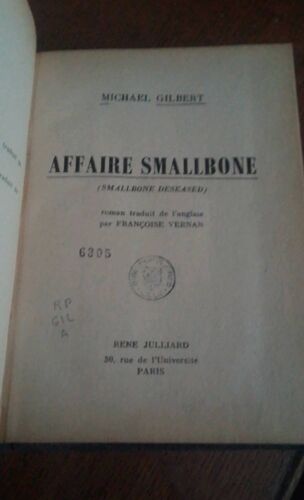 MICHAEL GILBERT
AFFAIRE SMALLBONE
(SMALLBONE DESEASED)
roman traduit de l'anglais
par FRANÇOISE VERNAN
6305
RP
GIL
A
RENE JULLIARD
30, rue de l'Université
PARIS